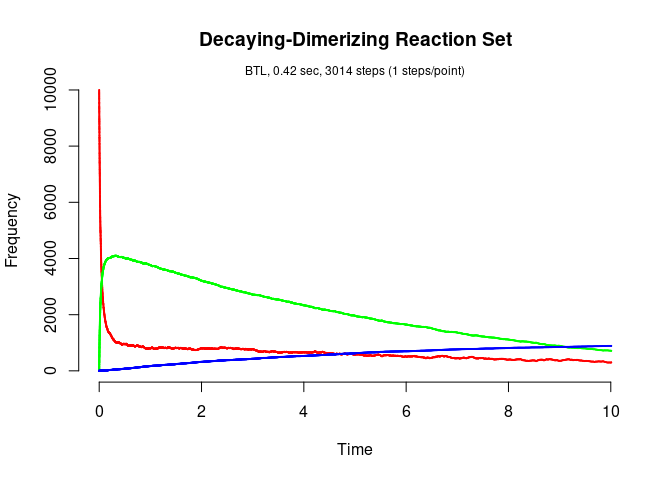 Decaying-Dimerizing Reaction Set
BTL, 0.42 sec, 3014 steps (1 steps/point)
Frequency
10000
8000
6000
4000
2000
0
0 2 4 6 8 10
Time